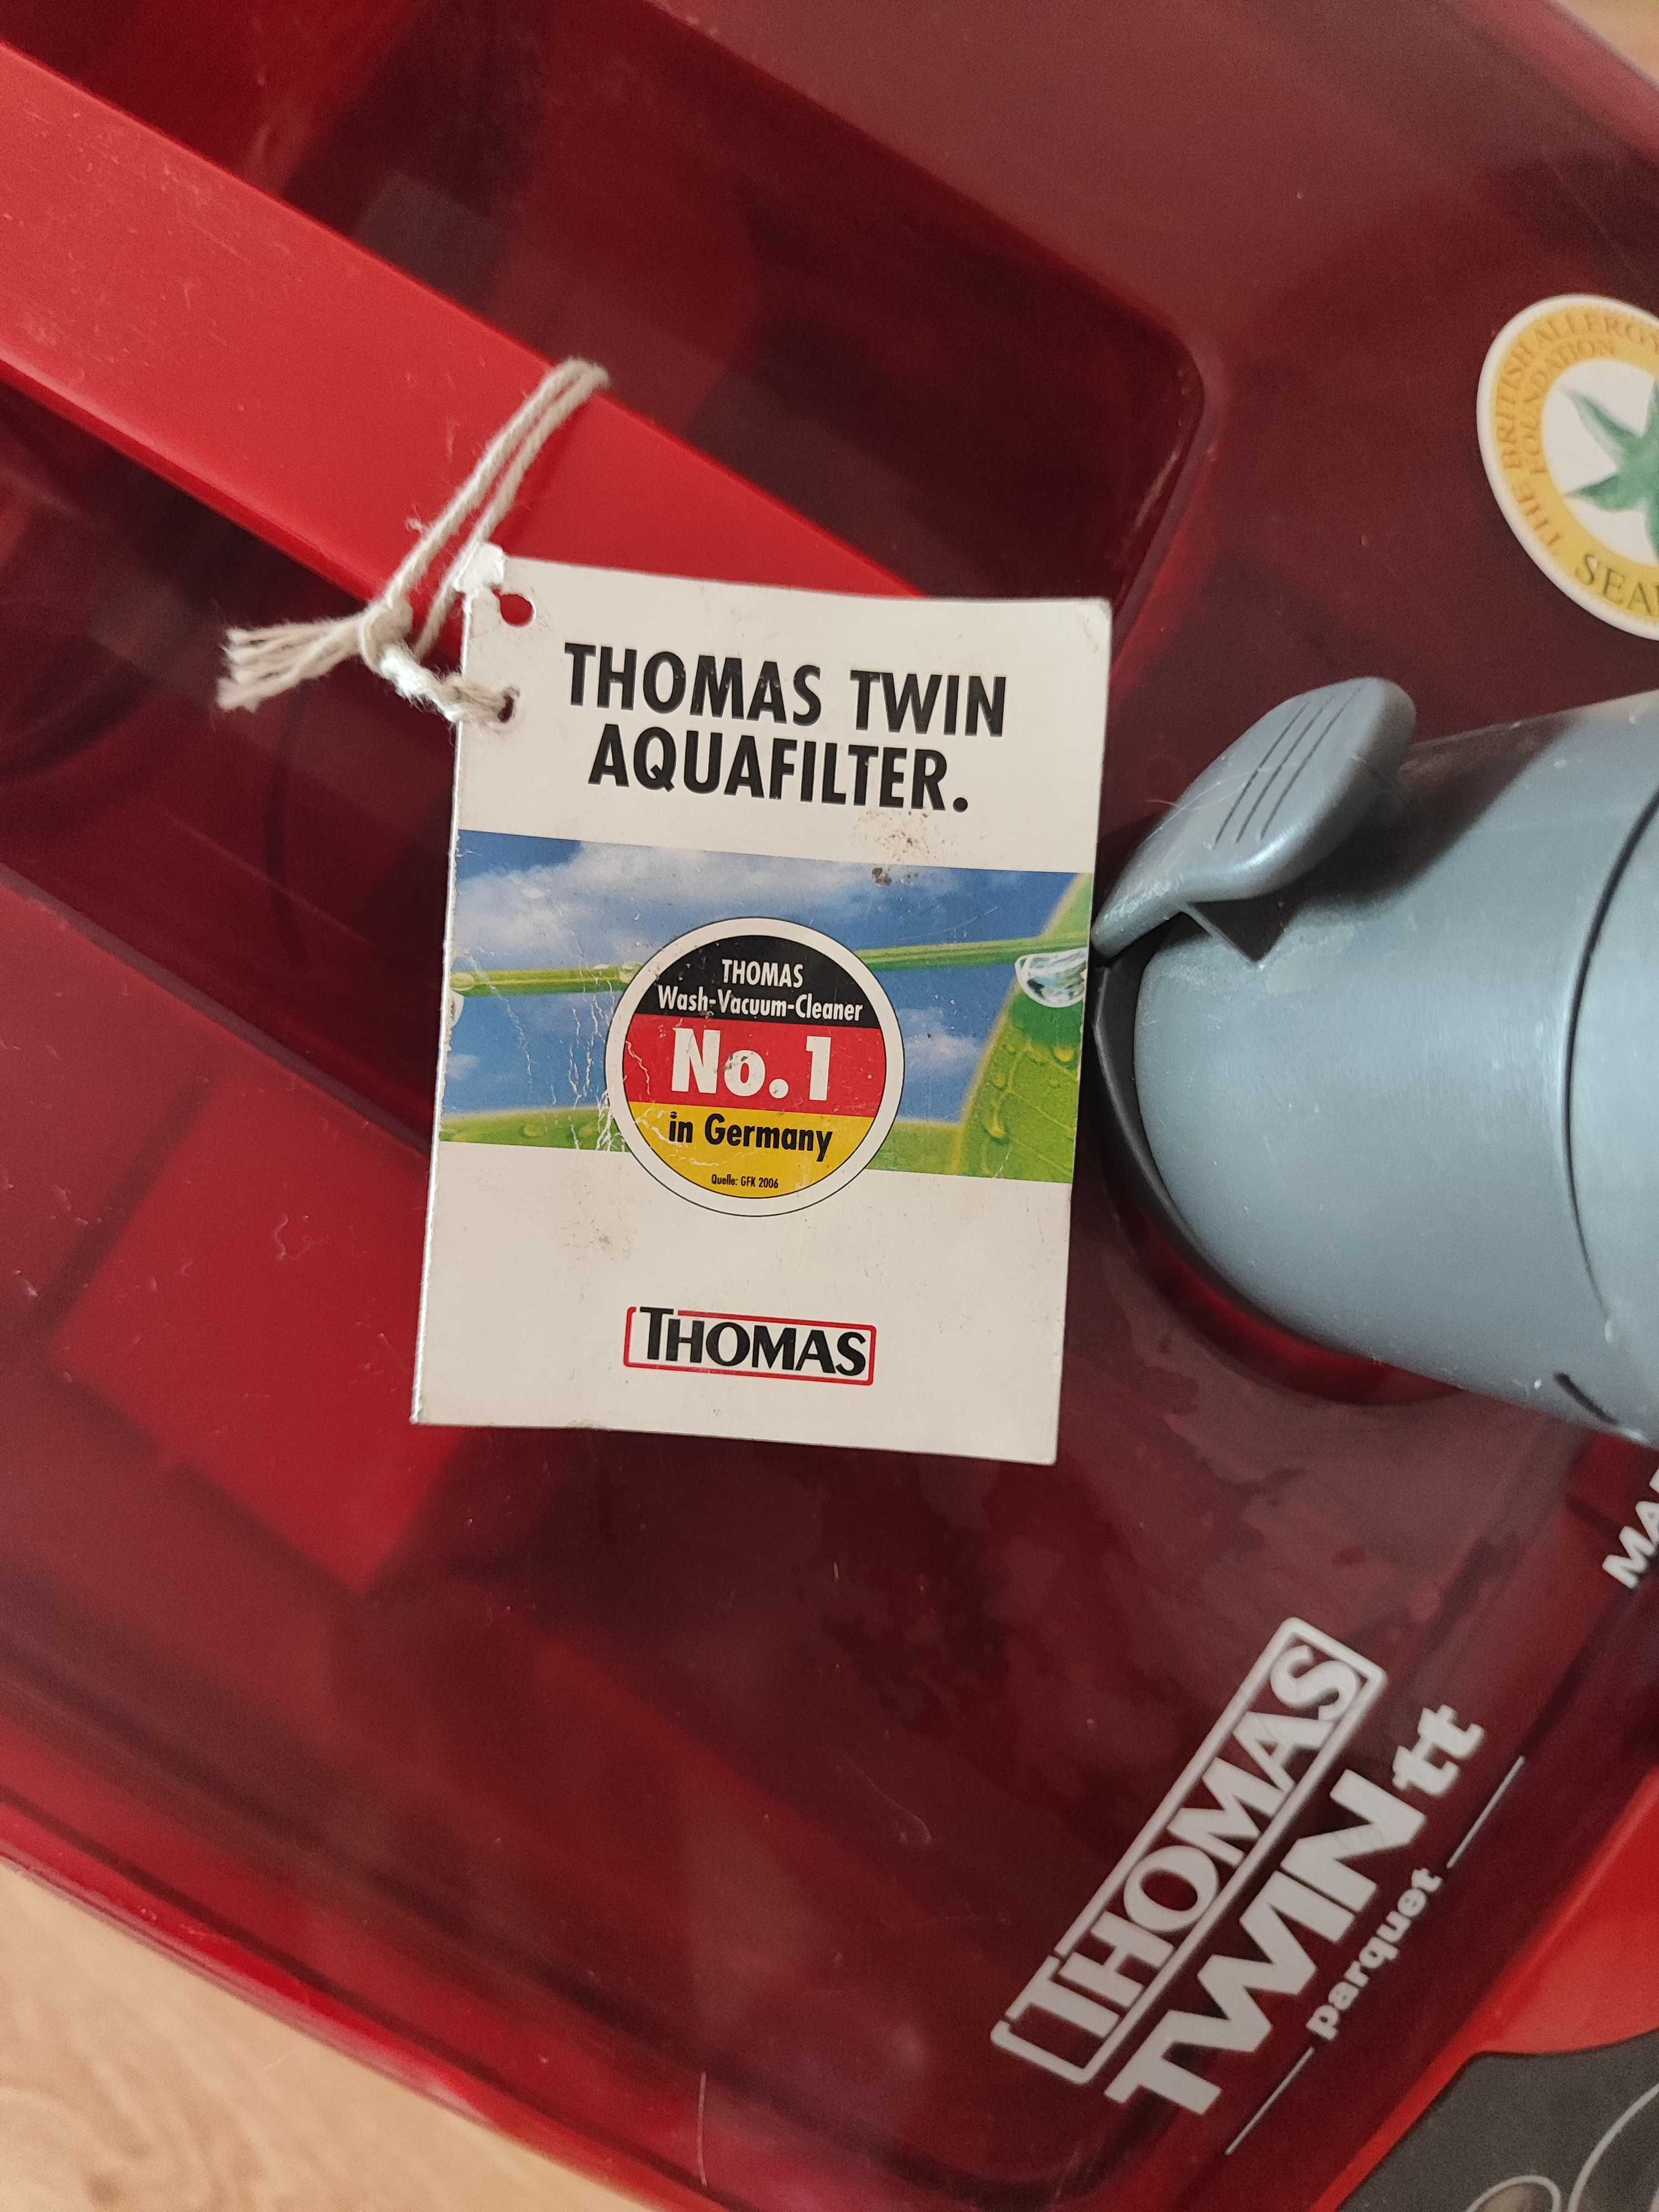 THOMAS TWIN
AQUAFILTER.
THOMAS
Wash-Vacuum-Cleaner
No.1
in Germany
Quelle: GFK 2006
THOMAS
THE BRITISH ALLERGY
FOUNDATION
THOMAS
TWIN tt
parquet